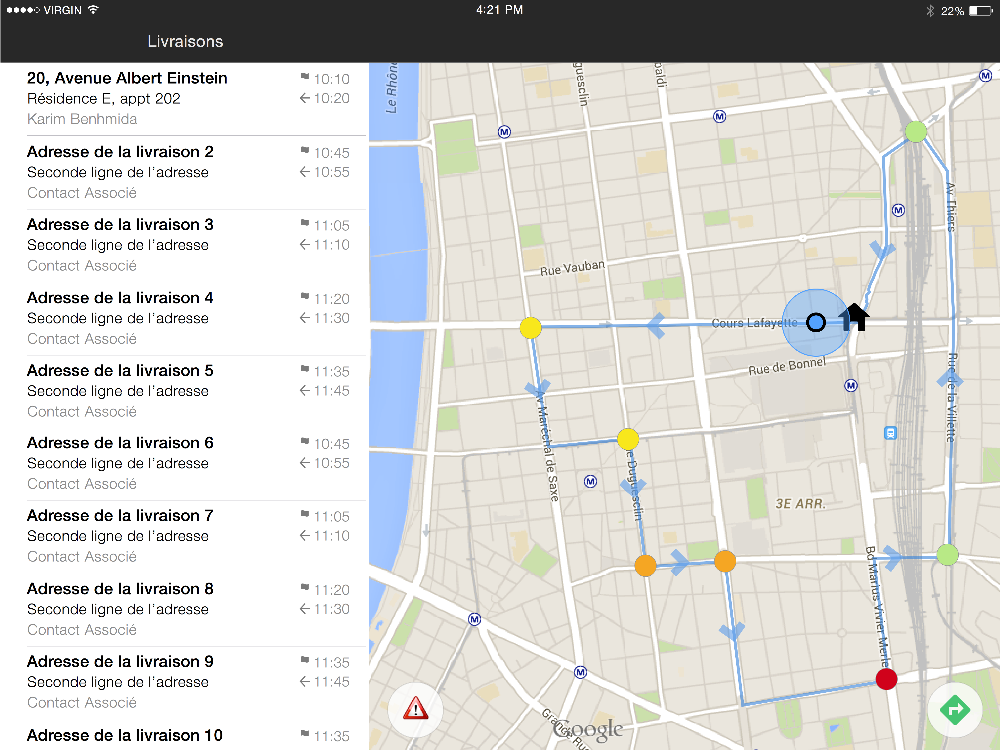 VIRGIN
4:21 PM
22%
Livraisons
20, Avenue Albert Einstein
10:10
Résidence E, appt 202
10:20
Karim Benhmida
Adresse de la livraison 2
10:45
Seconde ligne de l’adresse
10:55
Contact Associé
Adresse de la livraison 3
11:05
Seconde ligne de l’adresse
11:10
Contact Associé
Adresse de la livraison 4
11:20
Seconde ligne de l’adresse
11:30
Contact Associé
Adresse de la livraison 5
11:35
Seconde ligne de l’adresse
11:45
Contact Associé
Adresse de la livraison 6
10:45
Seconde ligne de l’adresse
10:55
Contact Associé
Adresse de la livraison 7
11:05
Seconde ligne de l’adresse
11:10
Contact Associé
Adresse de la livraison 8
11:20
Seconde ligne de l’adresse
11:30
Contact Associé
Adresse de la livraison 9
11:35
Seconde ligne de l’adresse
11:45
Contact Associé
Adresse de la livraison 10
11:35
Le Rhône
guesclin
baldi
M
M
M
M
Av Thiers
Rue Vauban
Cours Lafayette
Rue de Bonnel
M
Rue de la Villette
Av Maréchal de Saxe
e Duguesclin
M
3E ARR.
Bd Marius Vivier Merle
M
M
Grande Rue
Google